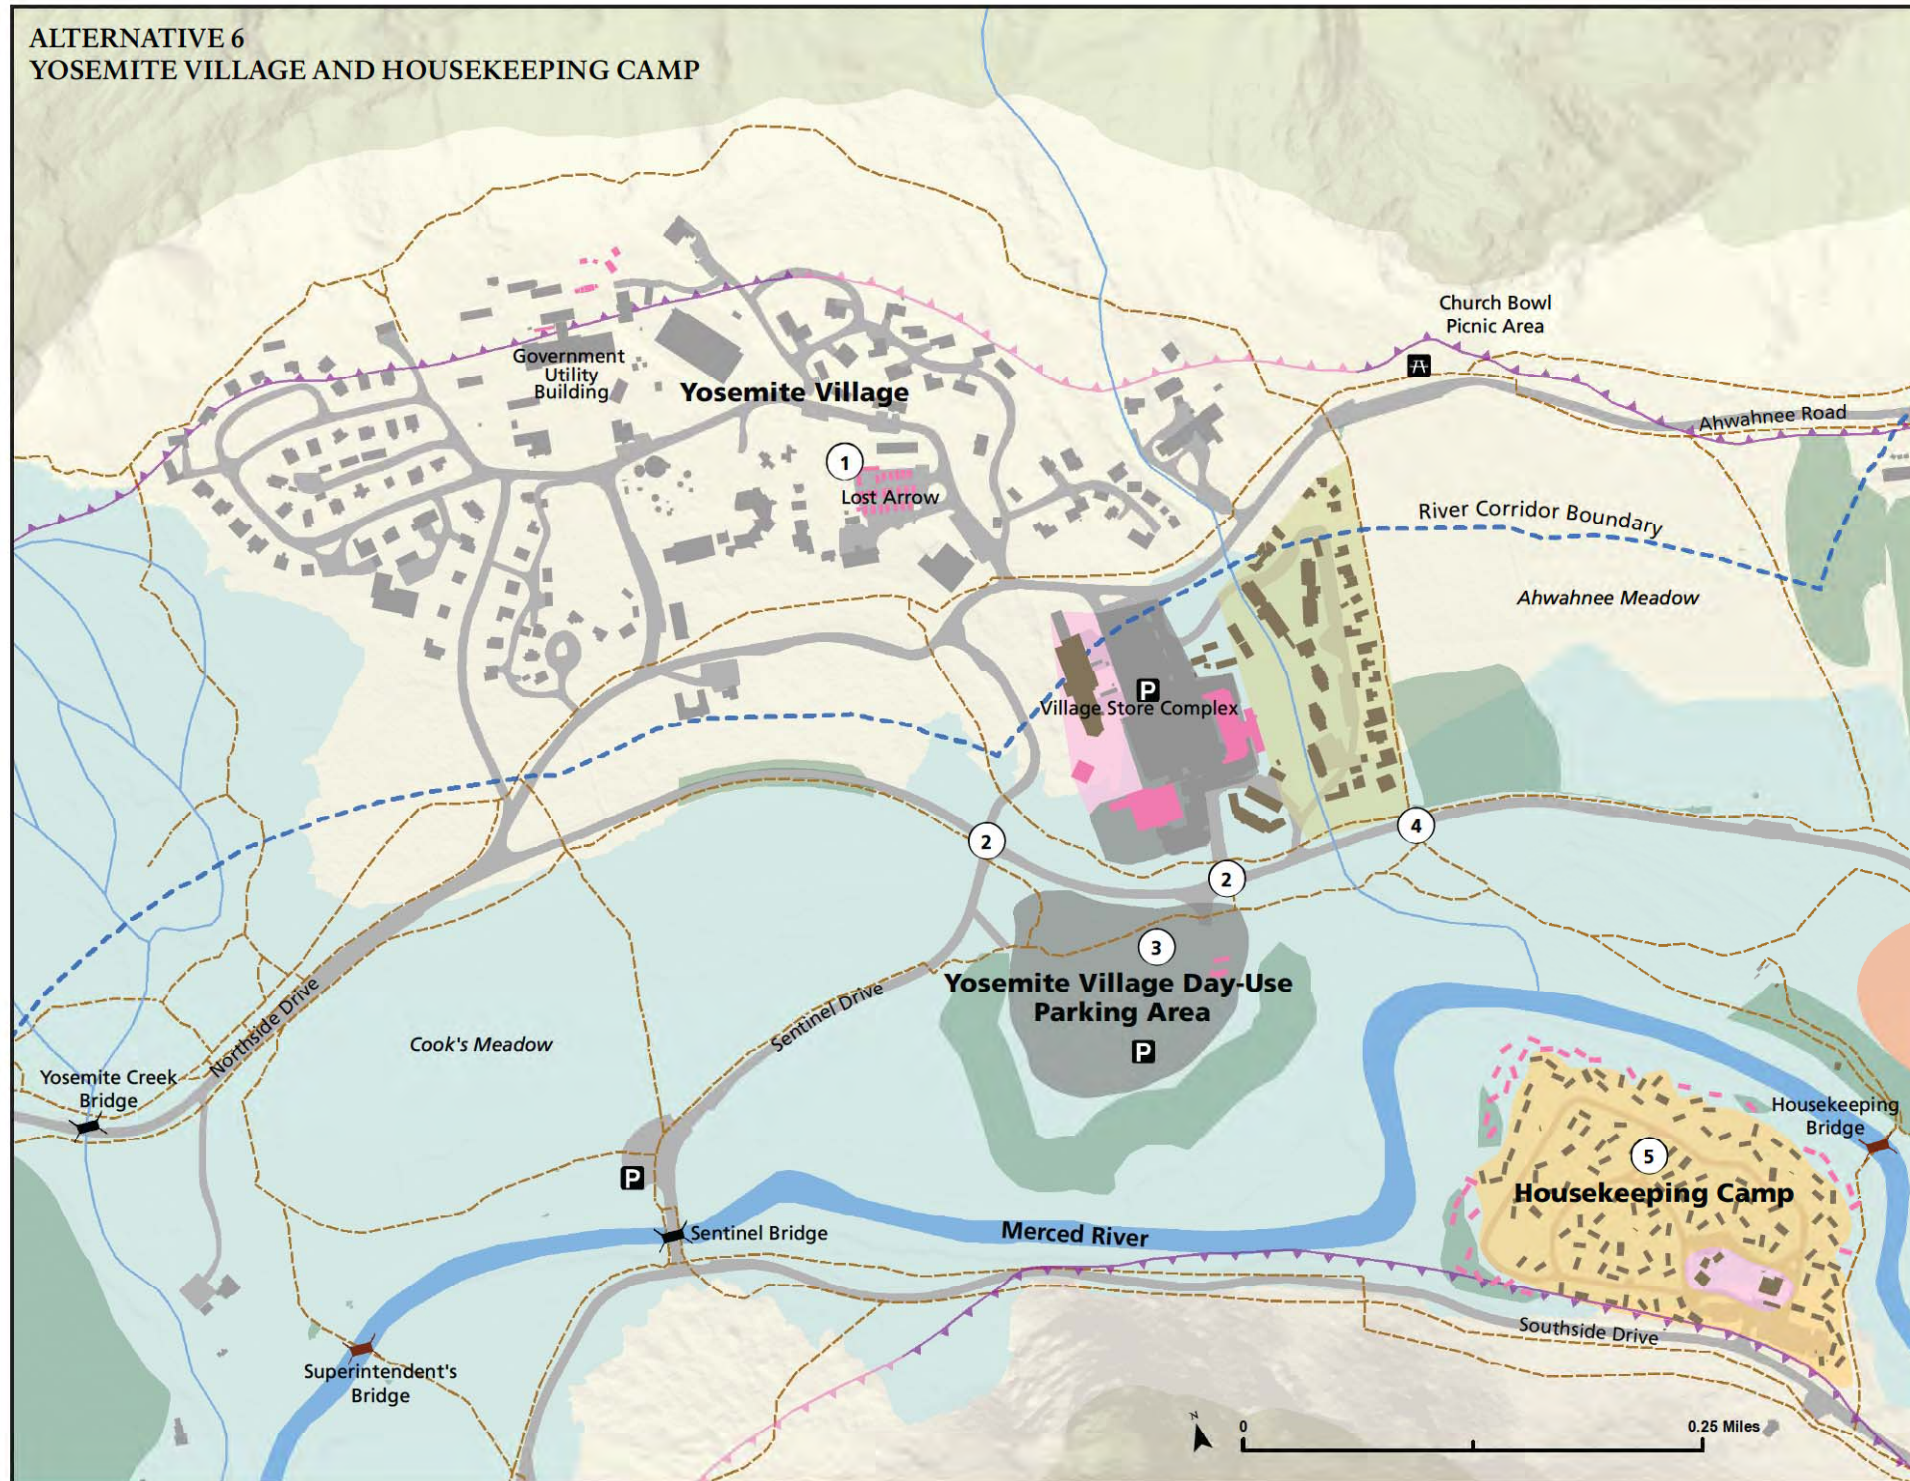 ALTERNATIVE 6
YOSEMITE VILLAGE AND HOUSEKEEPING CAMP
Church Bowl
Picnic Area
Government
Utility
Building
Yosemite Village
Ahwahnee Road
1
Lost Arrow
River Corridor Boundary
Ahwahnee Meadow
P
Village Store Complex
4
2
2
3
Yosemite Village Day-Use
Parking Area
P
Northside Drive
Sentinel Drive
Cook's Meadow
Yosemite Creek
Bridge
Housekeeping
Bridge
5
Housekeeping Camp
P
Sentinel Bridge
Merced River
Southside Drive
Superintendent's
Bridge
N
0
0.25 Miles